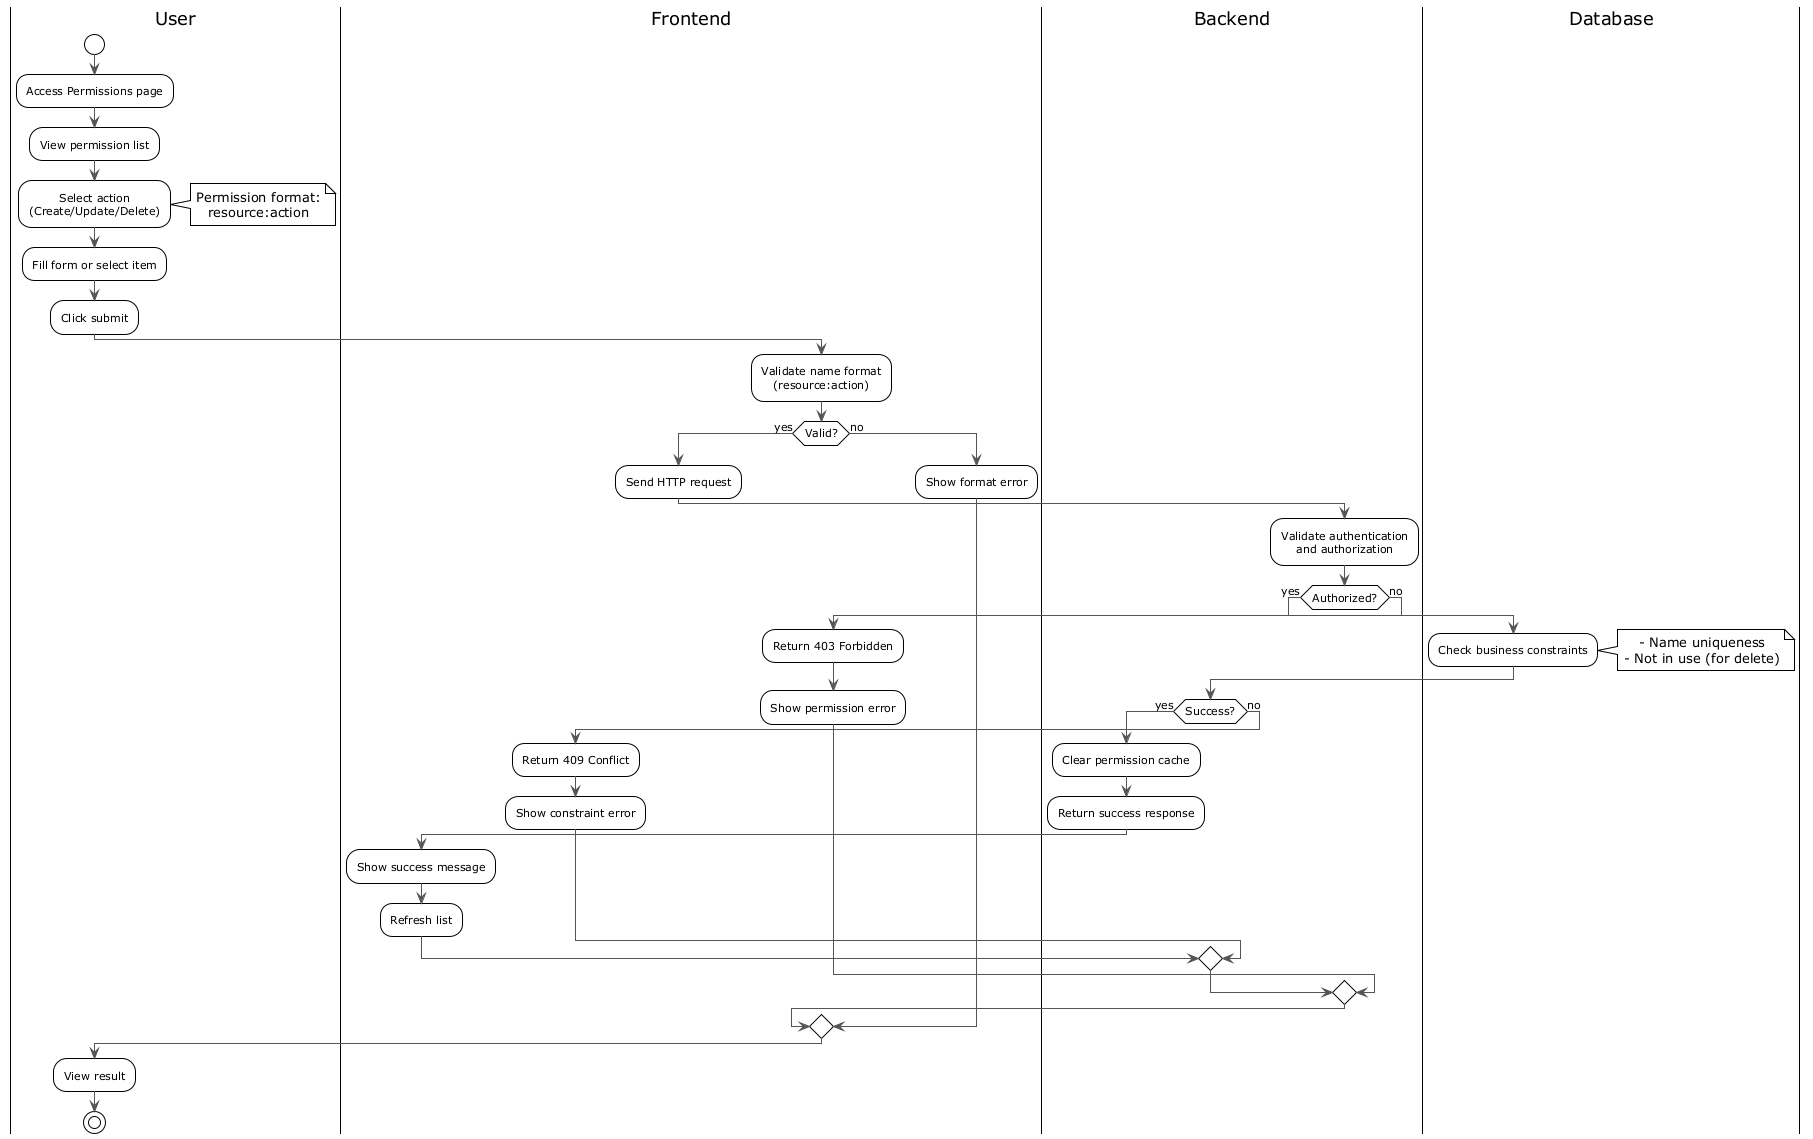 User
Frontend
Backend
Database
Access Permissions page
View permission list
Select action
(Create/Update/Delete)
Permission format:
resource:action
Fill form or select item
Click submit
Validate name format
(resource:action)
yes
Valid?
no
Send HTTP request
Show format error
Validate authentication
and authorization
yes
Authorized?
no
Return 403 Forbidden
Check business constraints
- Name uniqueness
- Not in use (for delete)
Show permission error
yes
Success?
no
Return 409 Conflict
Clear permission cache
Show constraint error
Return success response
Show success message
Refresh list
View result